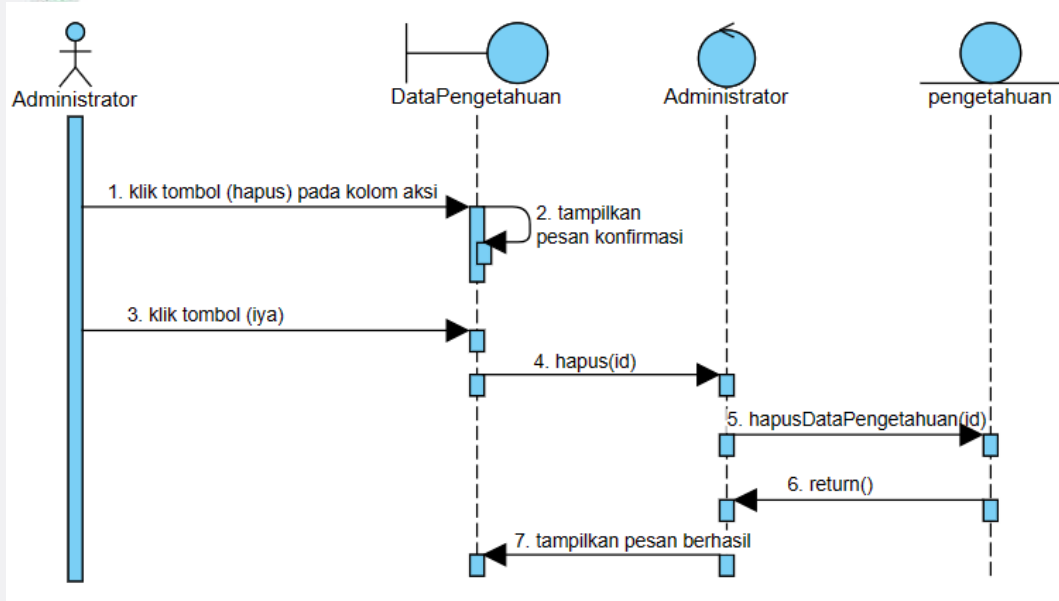 Administrator
DataPengetahuan
Administrator
pengetahuan
1. klik tombol (hapus) pada kolom aksi
2. tampilkan
pesan konfirmasi
3. klik tombol (iya)
4. hapus(id)
5. hapusDataPengetahuan(id)
6. return()
7. tampilkan pesan berhasil